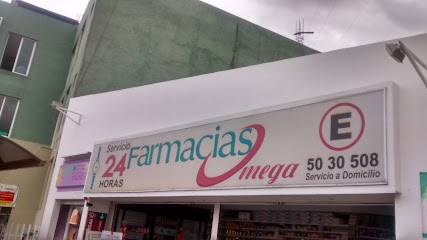 Servicio
24
HORAS
Farmacias
Omega
E
50 30 508
Servicio a Domicilio